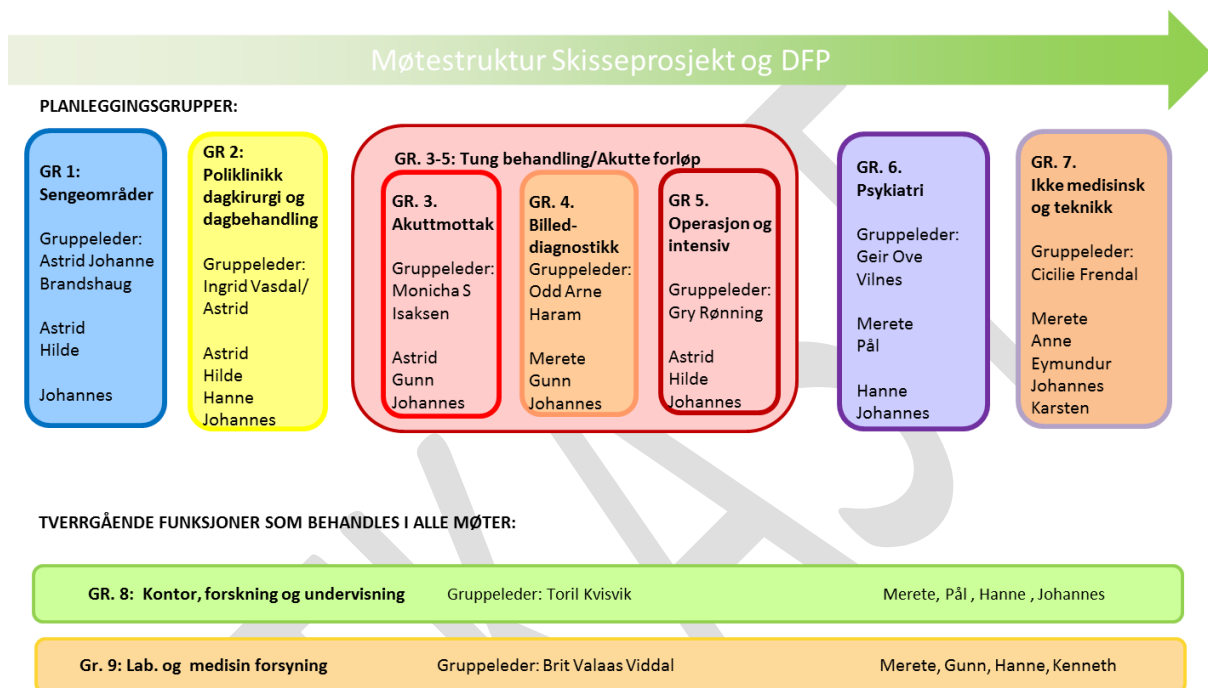 Møtestruktur Skisseprosjekt og DFP
PLANLEGGINGSGRUPPER:
GR 1:
Sengeområder
Gruppeleder:
Astrid Johanne
Brandshaug
Astrid
Hilde
Johannes
GR 2:
Poliklinikk
dagkirurgi og
dagbehandling
Gruppeleder:
Ingrid Vasdal/
Astrid
Astrid
Hilde
Hanne
Johannes
GR. 3-5: Tung behandling/Akutte forløp
GR. 3.
Akuttmottak
Gruppeleder:
Monicha S
Isaksen
Astrid
Gunn
Johannes
GR. 4.
Billed-
diagnostikk
Gruppeleder:
Odd Arne
Haram
Merete
Gunn
Johannes
GR 5.
Operasjon og
intensiv
Gruppeleder:
Gry Rønning
Astrid
Hilde
Johannes
GR. 6.
Psykiatri
Gruppeleder:
Geir Ove
Vilnes
Merete
Pål
Hanne
Johannes
GR. 7.
Ikke medisinsk
og teknikk
Gruppeleder:
Cicilie Frendal
Merete
Anne
Eymundur
Johannes
Karsten
TVERRGÅENDE FUNKSJONER SOM BEHANDLES I ALLE MØTER:
GR. 8: Kontor, forskning og undervisning Gruppeleder: Toril Kvisvik Merete, Pål , Hanne , Johannes
Gr. 9: Lab. og medisin forsyning Gruppeleder: Brit Valaas Viddal Merete, Gunn, Hanne, Kenneth